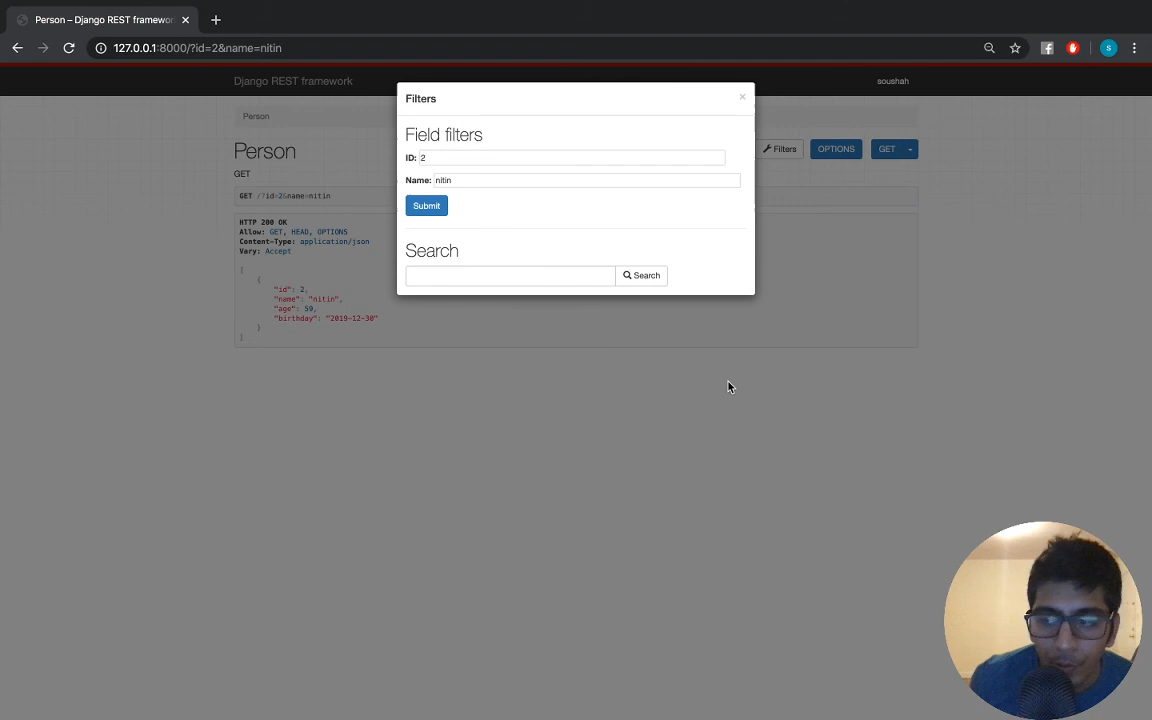 Person – Django REST framewor
127.0.0.1:8000/?id=2&name=nitin
S
Django REST framework
soushah
Person
Person
Filters
OPTIONS
GET
GET
GET /?id=2&name=nitin
HTTP 200 OK
Allow: GET, HEAD, OPTIONS
Content-Type: application/json
Vary: Accept
[
{
"id": 2,
"name": "nitin",
"age": 59,
"birthday": "2019-12-30"
}
]
Filters
×
Field filters
ID: 2
Name: nitin
Submit
Search
Search